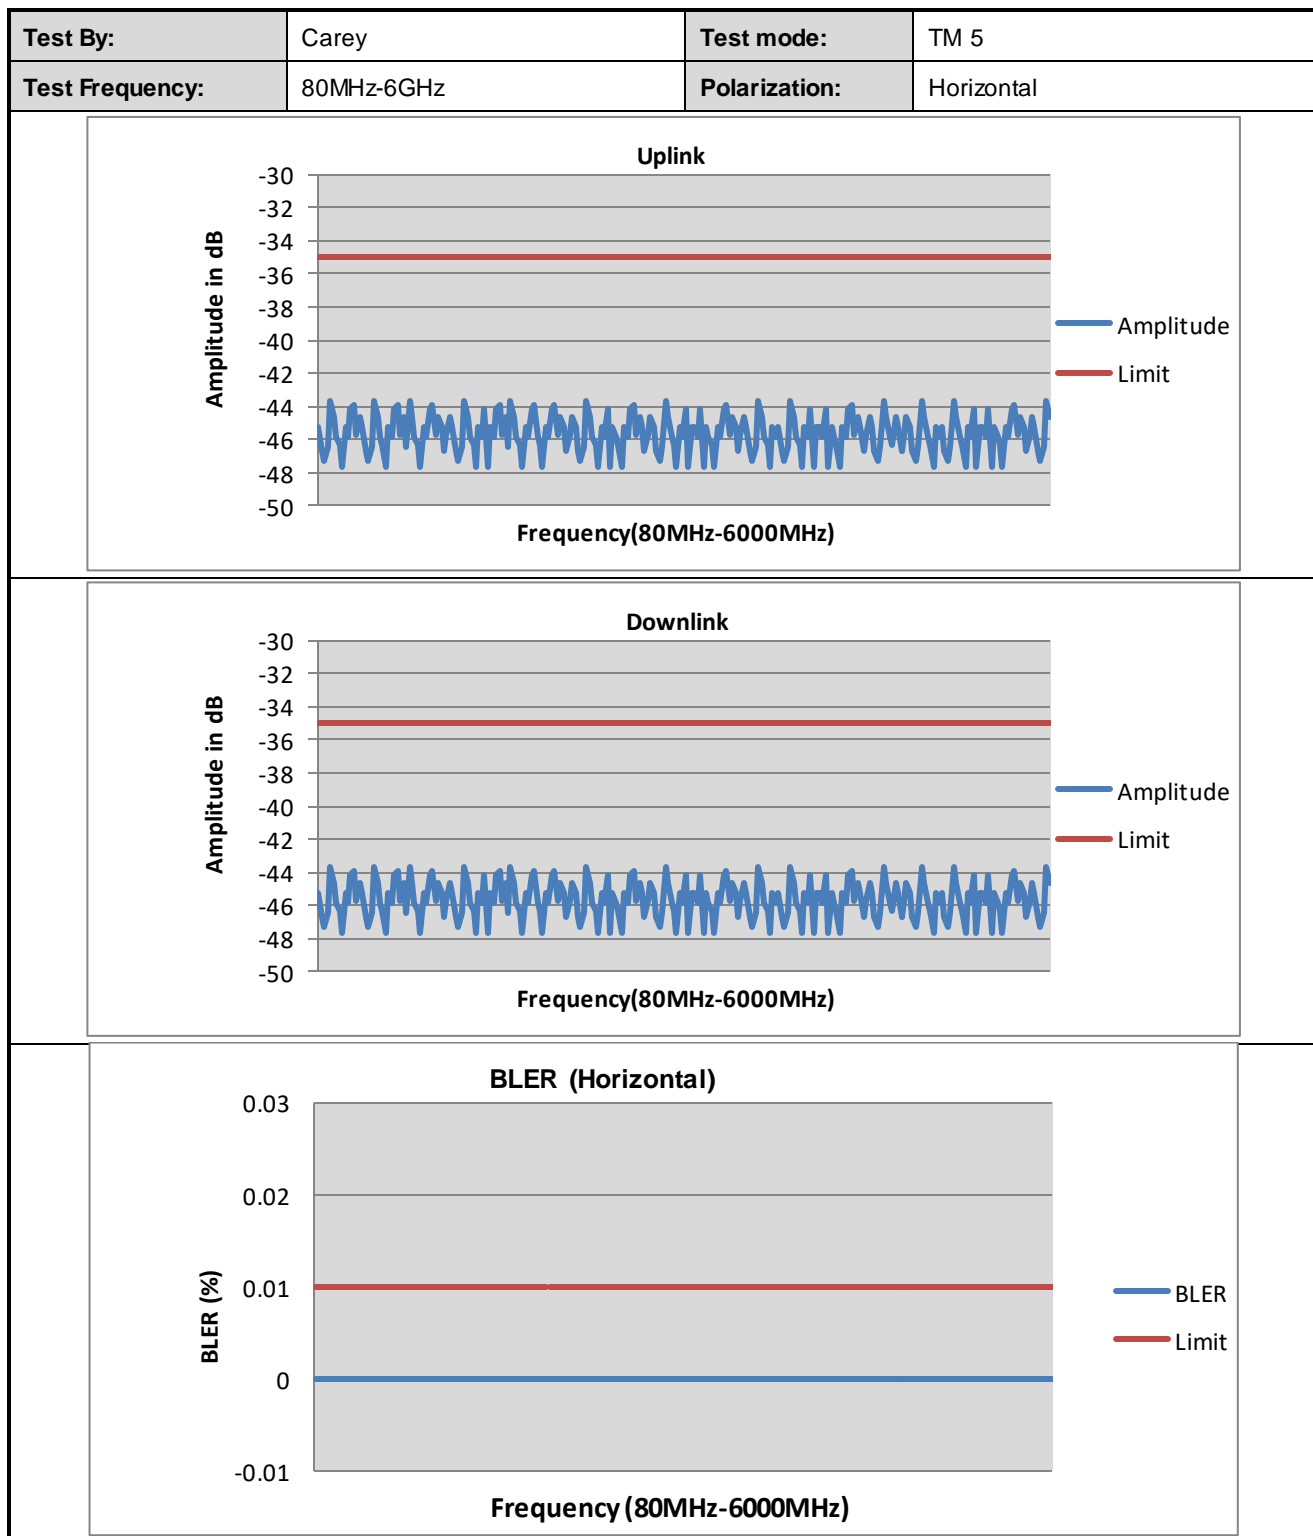 Test By: Carey Test mode: TM 5
Test Frequency: 80MHz-6GHz Polarization: Horizontal
Uplink
-30
-32
-34
-36
-38
-40
-42
-44
-46
-48
-50
Amplitude in dB
Amplitude
Limit
Frequency(80MHz-6000MHz)
Downlink
-30
-32
-34
-36
-38
-40
-42
-44
-46
-48
-50
Amplitude in dB
Amplitude
Limit
Frequency(80MHz-6000MHz)
BLER (Horizontal)
0.03
0.02
0.01
0
-0.01
BLER (%)
BLER
Limit
Frequency (80MHz-6000MHz)